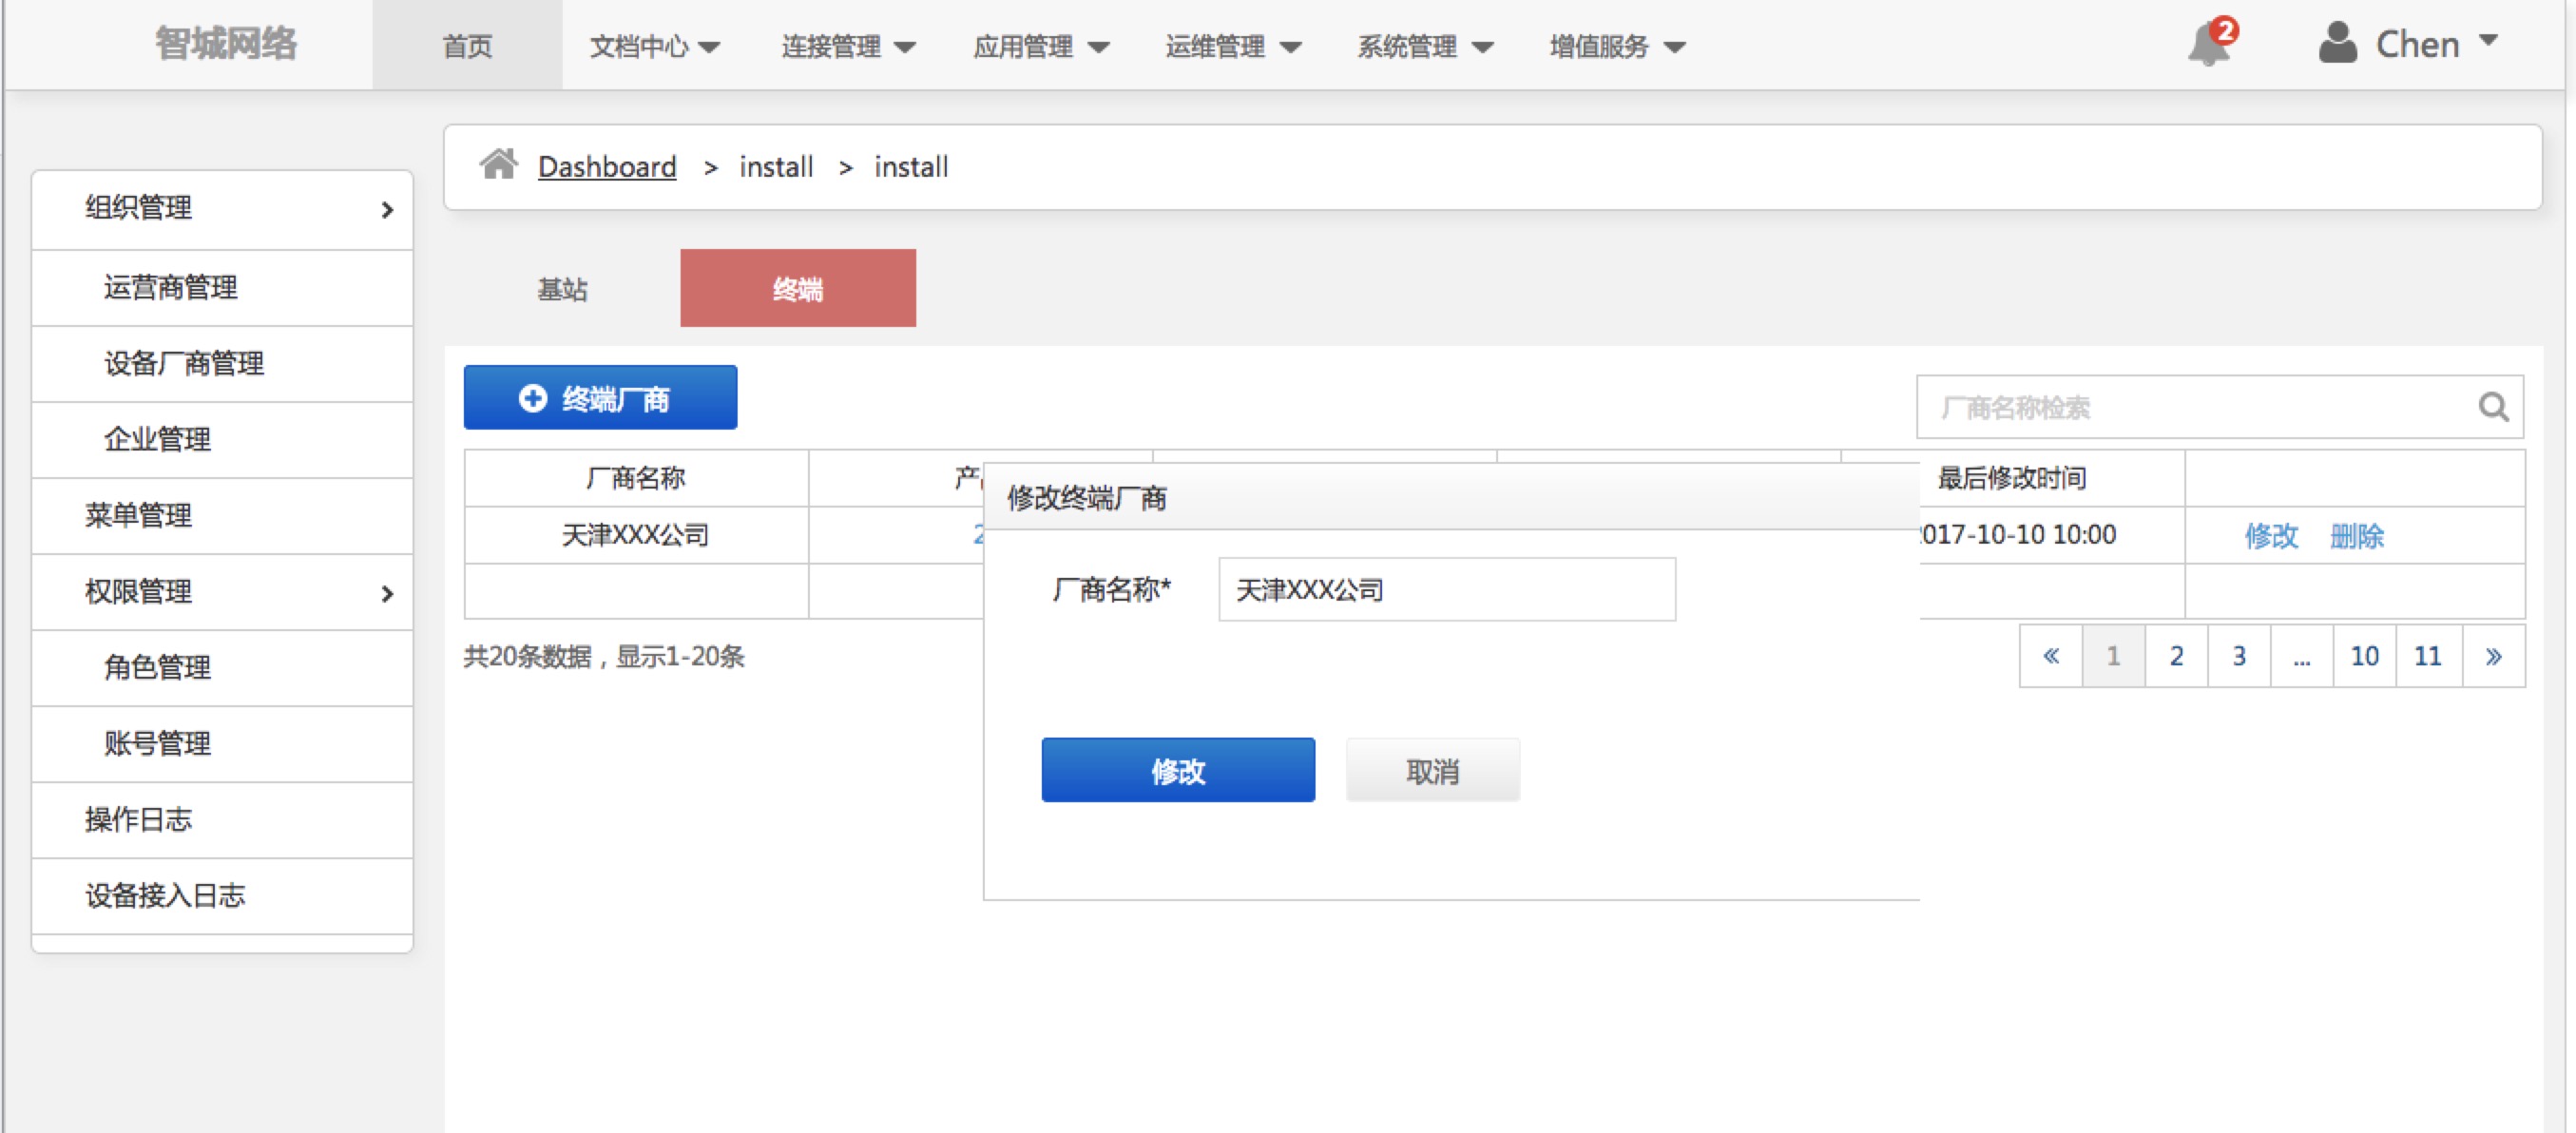 智城网络 首页 文档中心 连接管理 应用管理 运维管理 系统管理 增值服务 2 Chen
Dashboard > install > install
组织管理
运营商管理
设备厂商管理
企业管理
菜单管理
权限管理
角色管理
账号管理
操作日志
设备接入日志
基站 终端
终端厂商
厂商名称检索
厂商名称 最后修改时间
天津XXX公司 2 017-10-10 10:00 修改 删除
共20条数据，显示1-20条
« 1 2 3 ... 10 11 »
修改终端厂商
厂商名称* 天津XXX公司
修改 取消